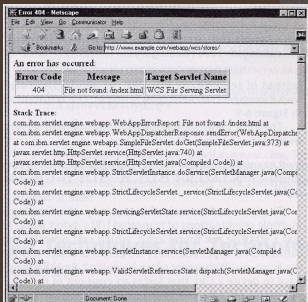 Error 404 - Netscape
File Edit View Go Communicator Help
Bookmarks Go to: http://www.example.com/webapp/wcs/stores/
An error has occurred:
Error Code Message Target Servlet Name
404 File not found: /index.html WCS File Serving Servlet
Stack Trace:
com.ibm.servlet.engine.webapp.WebAppErrorReport: File not found: /index.html at
com.ibm.servlet.engine.webapp.WebAppDispatcherResponse.sendError(WebAppDispatche
at com.ibm.servlet.engine.webapp.SimpleFileServlet.doGet(SimpleFileServlet.java:373) at
javax.servlet.http.HttpServlet.service(HttpServlet.java:740) at
javax.servlet.http.HttpServlet.service(HttpServlet.java(Compiled Code)) at
com.ibm.servlet.engine.webapp.StrictServletInstance.doService(ServletManager.java(Comp
Code)) at
com.ibm.servlet.engine.webapp.StrictLifecycleServlet._service(StrictLifecycleServlet.java(Co
Code)) at
com.ibm.servlet.engine.webapp.ServicingServletState.service(StrictLifecycleServlet.java(Co
Code)) at
com.ibm.servlet.engine.webapp.StrictLifecycleServlet.service(StrictLifecycleServlet.java(Co
Code)) at
com.ibm.servlet.engine.webapp.ServletInstance.service(ServletManager.java(Compiled
Code)) at
com.ibm.servlet.engine.webapp.ValidServletReferenceState.dispatch(ServletManager.java(C
Code)) at
Document: Done